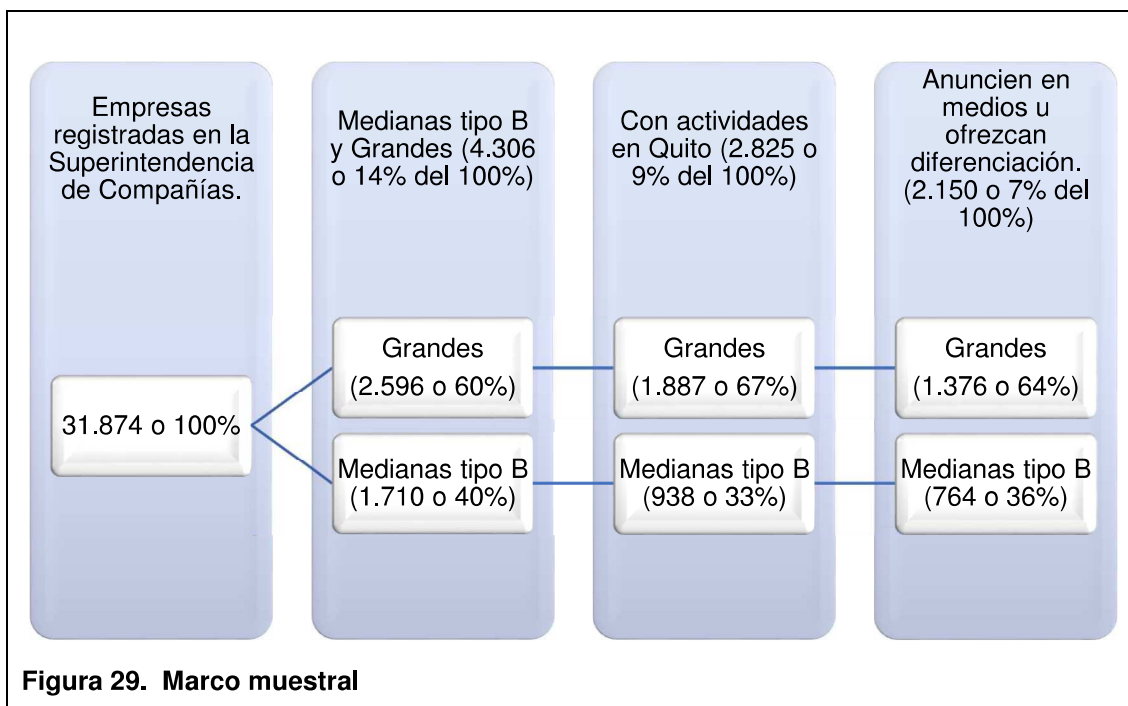 Empresas
registradas en la
Superintendencia
de Compañías.
31.874 o 100%
Medianas tipo B
y Grandes (4.306
o 14% del 100%)
Grandes
(2.596 o 60%)
Medianas tipo B
(1.710 o 40%)
Con actividades
en Quito (2.825 o
9% del 100%)
Grandes
(1.887 o 67%)
Medianas tipo B
(938 o 33%)
Anuncien en
medios u
ofrezcan
diferenciación.
(2.150 o 7% del
100%)
Grandes
(1.376 o 64%)
Medianas tipo B
(764 o 36%)
Figura 29. Marco muestral